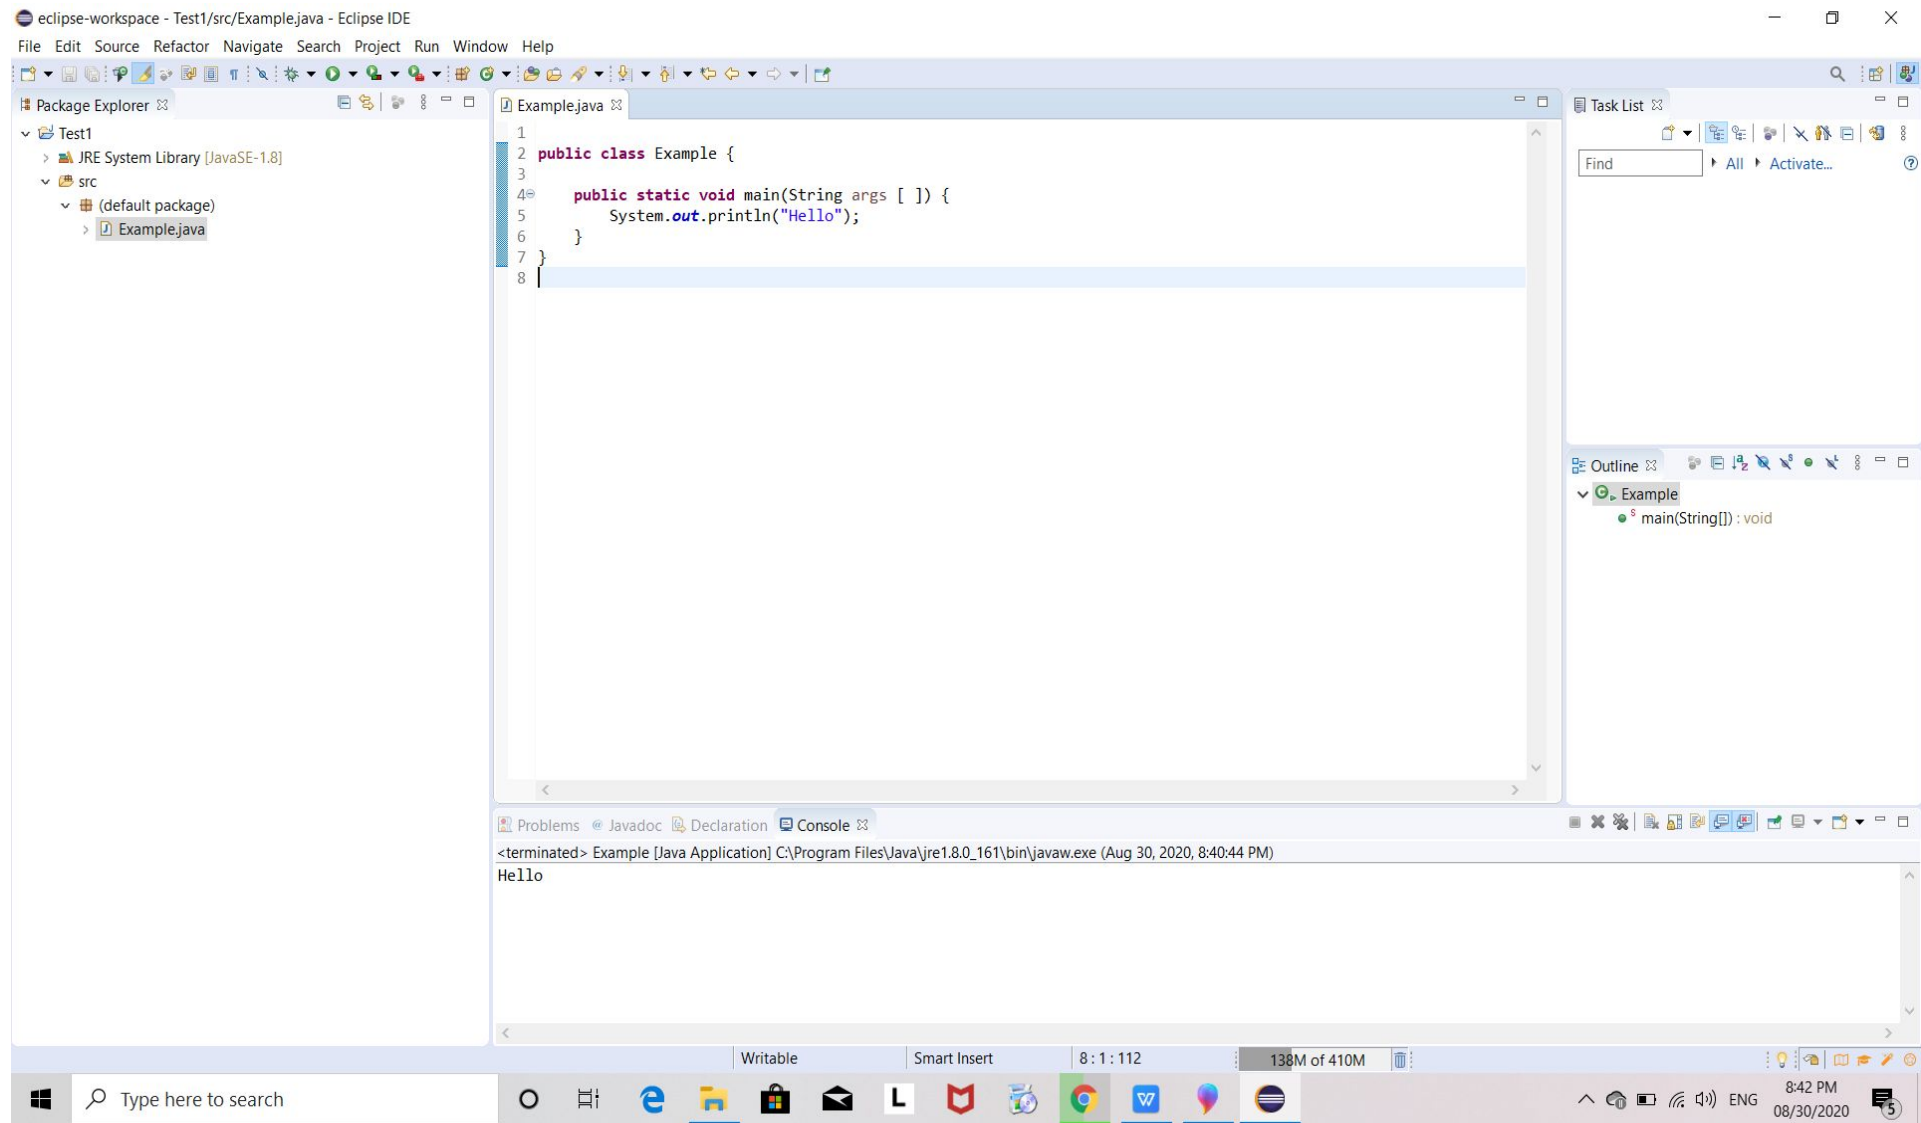 eclipse-workspace - Test1/src/Example.java - Eclipse IDE
File Edit Source Refactor Navigate Search Project Run Window Help
Package Explorer
Test1
JRE System Library [JavaSE-1.8]
src
(default package)
Example.java
Example.java
1
2 public class Example {
3
4 public static void main(String args [ ]) {
5 System.out.println("Hello");
6 }
7 }
8
Task List
Find All Activate...
Outline
Example
main(String[]) : void
Problems Javadoc Declaration Console
<terminated> Example [Java Application] C:\Program Files\Java\jre1.8.0_161\bin\javaw.exe (Aug 30, 2020, 8:40:44 PM)
Hello
Writable Smart Insert 8 : 1 : 112 138M of 410M
Type here to search
L
W
ENG
8:42 PM
08/30/2020
5